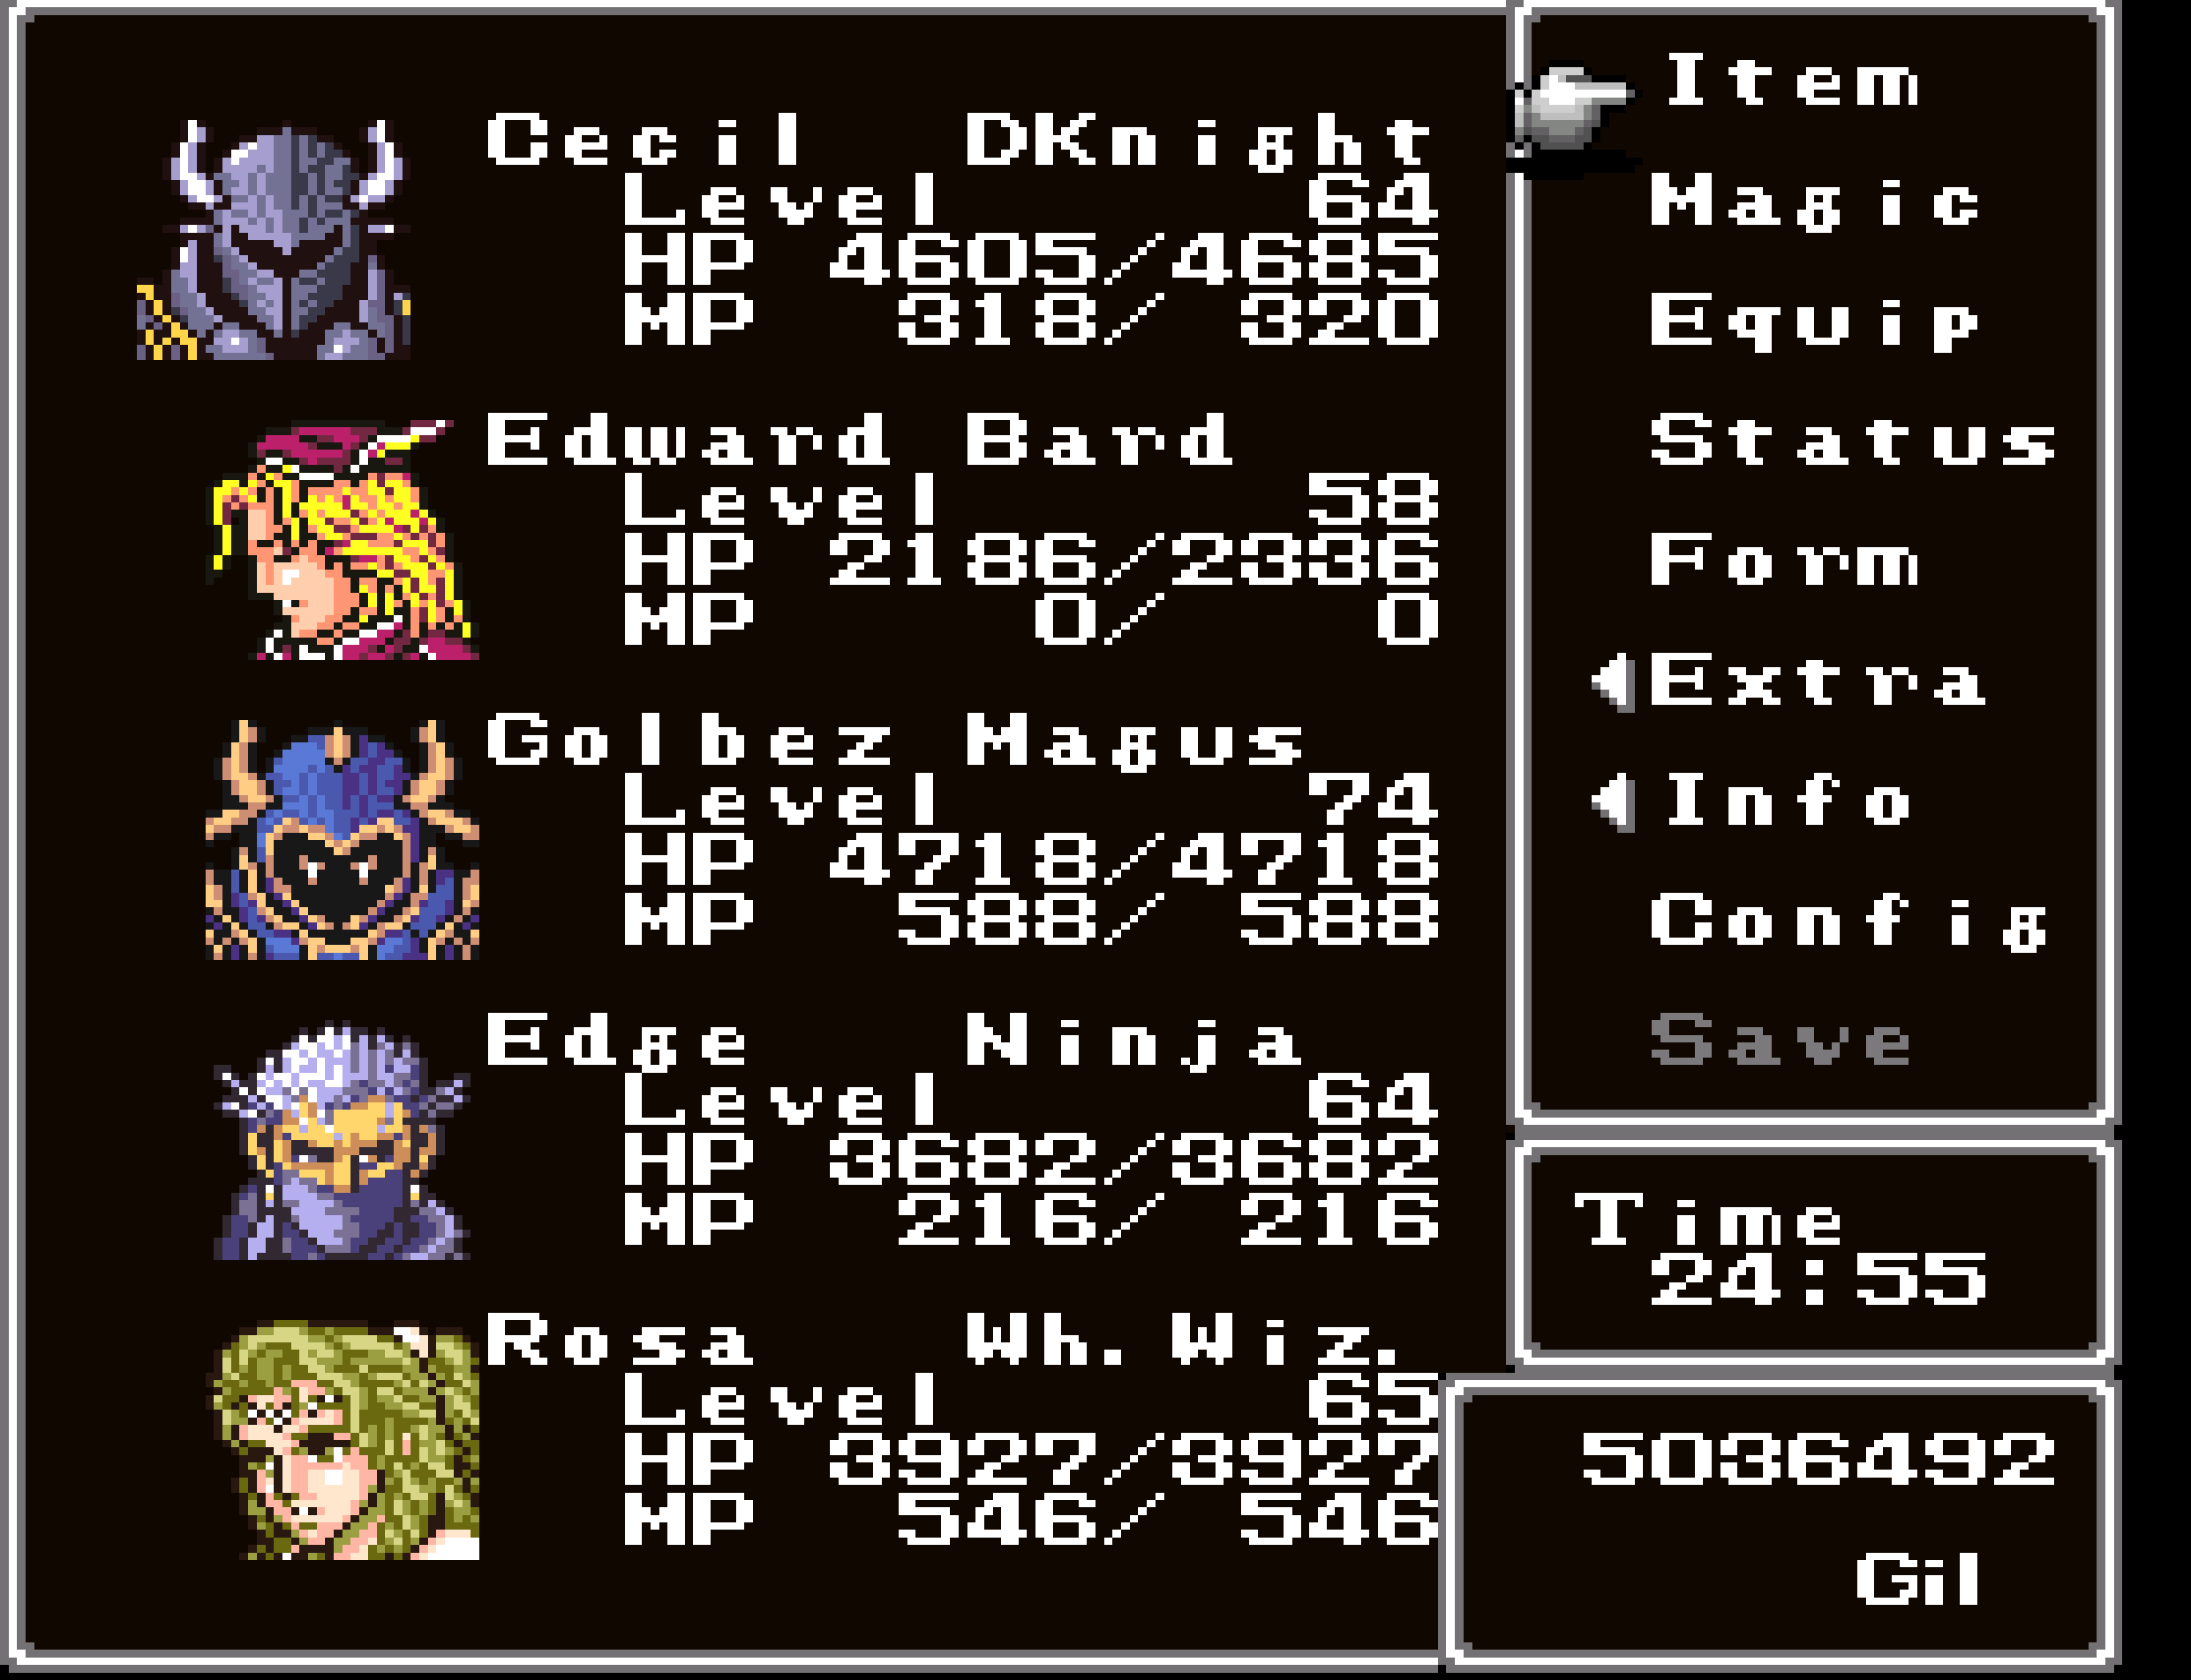 Cecil DKnight
Level 64
HP 4605/4685
MP 318/ 320
Edward Bard
Level 58
HP 2186/2336
MP 0/ 0
Golbez Magus
Level 74
HP 4718/4718
MP 588/ 588
Edge Ninja
Level 64
HP 3682/3682
MP 216/ 216
Rosa Wh.Wiz.
Level 65
HP 3927/3927
MP 546/ 546
Item
Magic
Equip
Status
Form
Extra
Info
Config
Save
Time
24:55
5036492
Gil